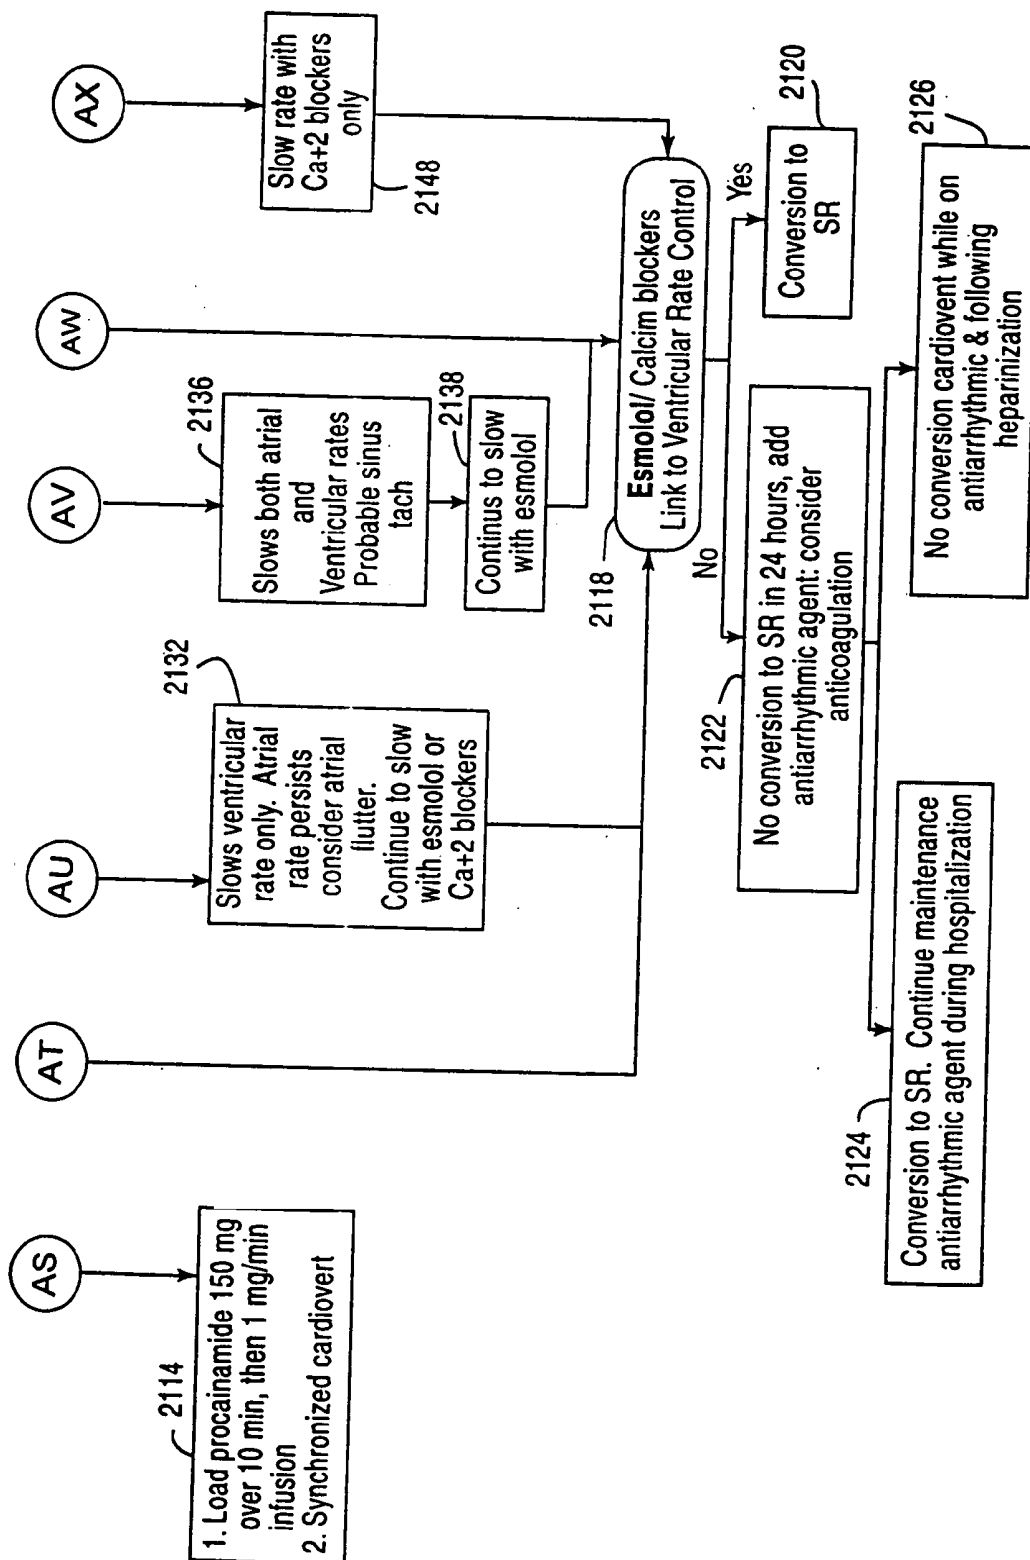 AS
AT
AU
AV
AW
AX
2114
1. Load procainamide 150 mg
over 10 min, then 1 mg/min
infusion
2. Synchronized cardiovert
2132
Slows ventricular
rate only. Atrial
rate persists
consider atrial
flutter.
Continue to slow
with esmolol or
Ca+2 blockers
2136
Slows both atrial
and
Ventricular rates
Probable sinus
tach
2138
Continus to slow
with esmolol
Slow rate with
Ca+2 blockers
only
2148
2118
Esmolol/ Calcim blockers
Link to Ventricular Rate Control
No
Yes
2122
No conversion to SR in 24 hours, add
antiarrhythmic agent: consider
anticoagulation
2120
Conversion to
SR
2124
Conversion to SR. Continue maintenance
antiarrhythmic agent during hospitalization
2126
No conversion cardiovent while on
antiarrhythmic & following
heparinization